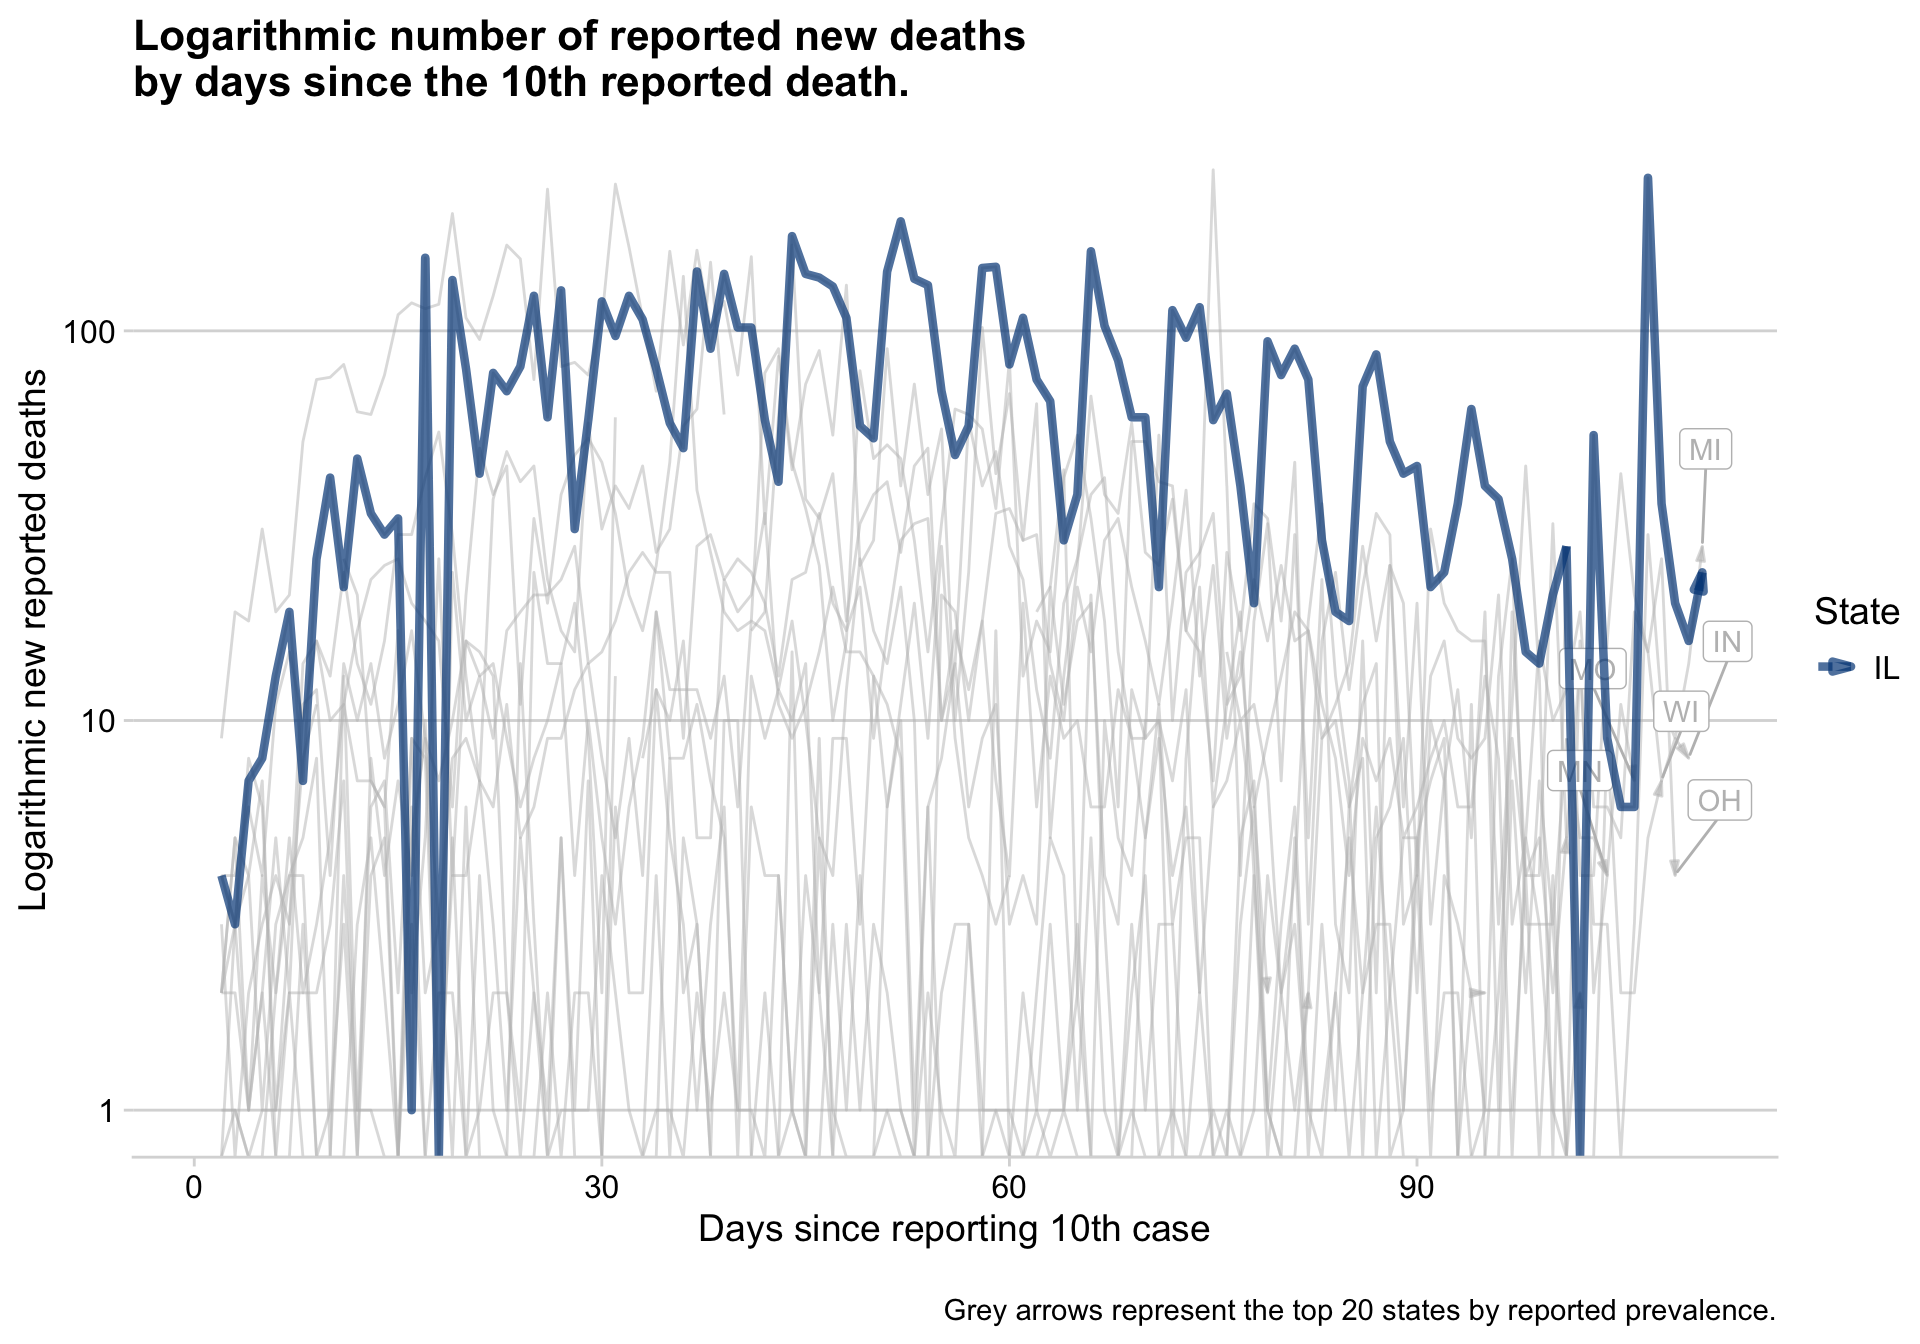 Logarithmic number of reported new deaths
by days since the 10th reported death.
Logarithmic new reported deaths
100
10
1
0
30
60
90
Days since reporting 10th case
MI
IN
MO
WI
MN
OH
State
IL
Grey arrows represent the top 20 states by reported prevalence.